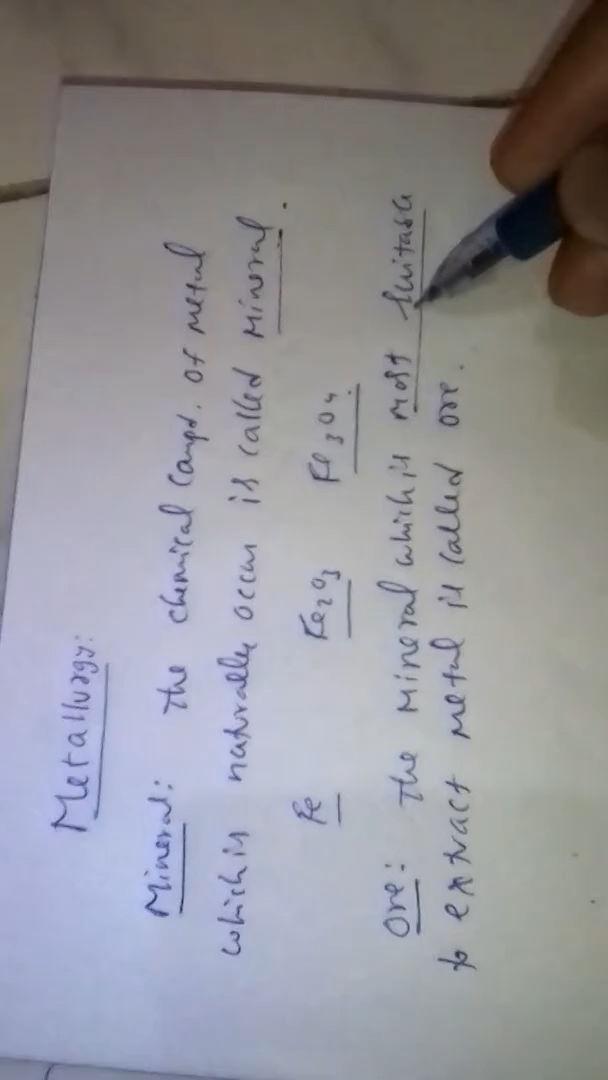 Metallurgy:
Mineral: the chemical Compd. of metal
which is naturally occur is called Mineral.
Fe Fe2O3 Fe3O4
Ore: the Mineral which is most suitable
to extract metal is called ore.